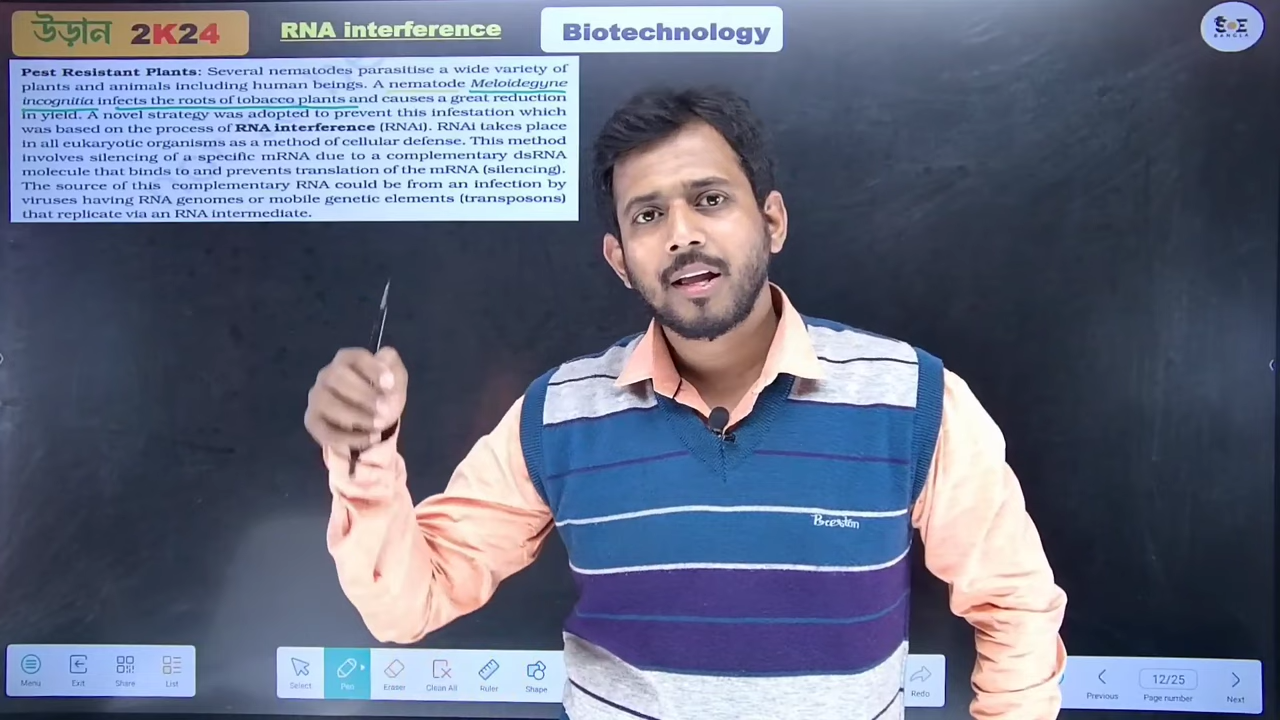 উড়ান 2K24
RNA interference
Biotechnology
SOE
BANGLA
Pest Resistant Plants: Several nematodes parasitise a wide variety of
plants and animals including human beings. A nematode Meloidegyne
incognitia infects the roots of tobacco plants and causes a great reduction
in yield. A novel strategy was adopted to prevent this infestation which
was based on the process of RNA interference (RNAi). RNAi takes place
in all eukaryotic organisms as a method of cellular defense. This method
involves silencing of a specific mRNA due to a complementary dsRNA
molecule that binds to and prevents translation of the mRNA (silencing).
The source of this complementary RNA could be from an infection by
viruses having RNA genomes or mobile genetic elements (transposons)
that replicate via an RNA intermediate.
Menu Exit Share List
Select Pen Eraser Clean All Ruler Shape
Redo
Previous Page number Next
12/25